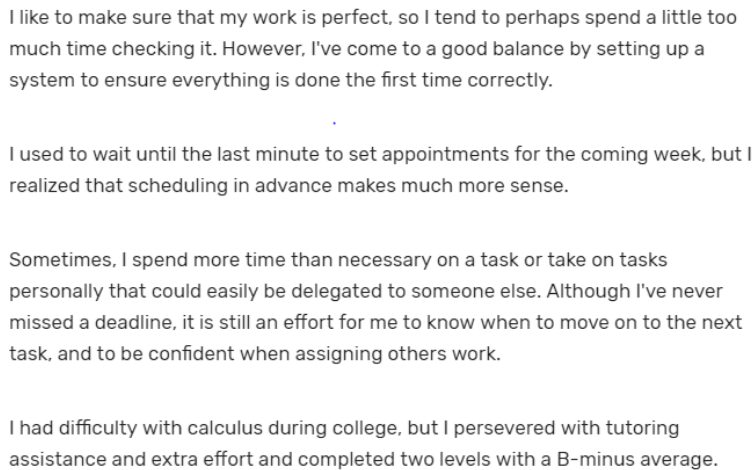 I like to make sure that my work is perfect, so I tend to perhaps spend a little too
much time checking it. However, I've come to a good balance by setting up a
system to ensure everything is done the first time correctly.
I used to wait until the last minute to set appointments for the coming week, but I
realized that scheduling in advance makes much more sense.
Sometimes, I spend more time than necessary on a task or take on tasks
personally that could easily be delegated to someone else. Although I've never
missed a deadline, it is still an effort for me to know when to move on to the next
task, and to be confident when assigning others work.
I had difficulty with calculus during college, but I persevered with tutoring
assistance and extra effort and completed two levels with a B-minus average.